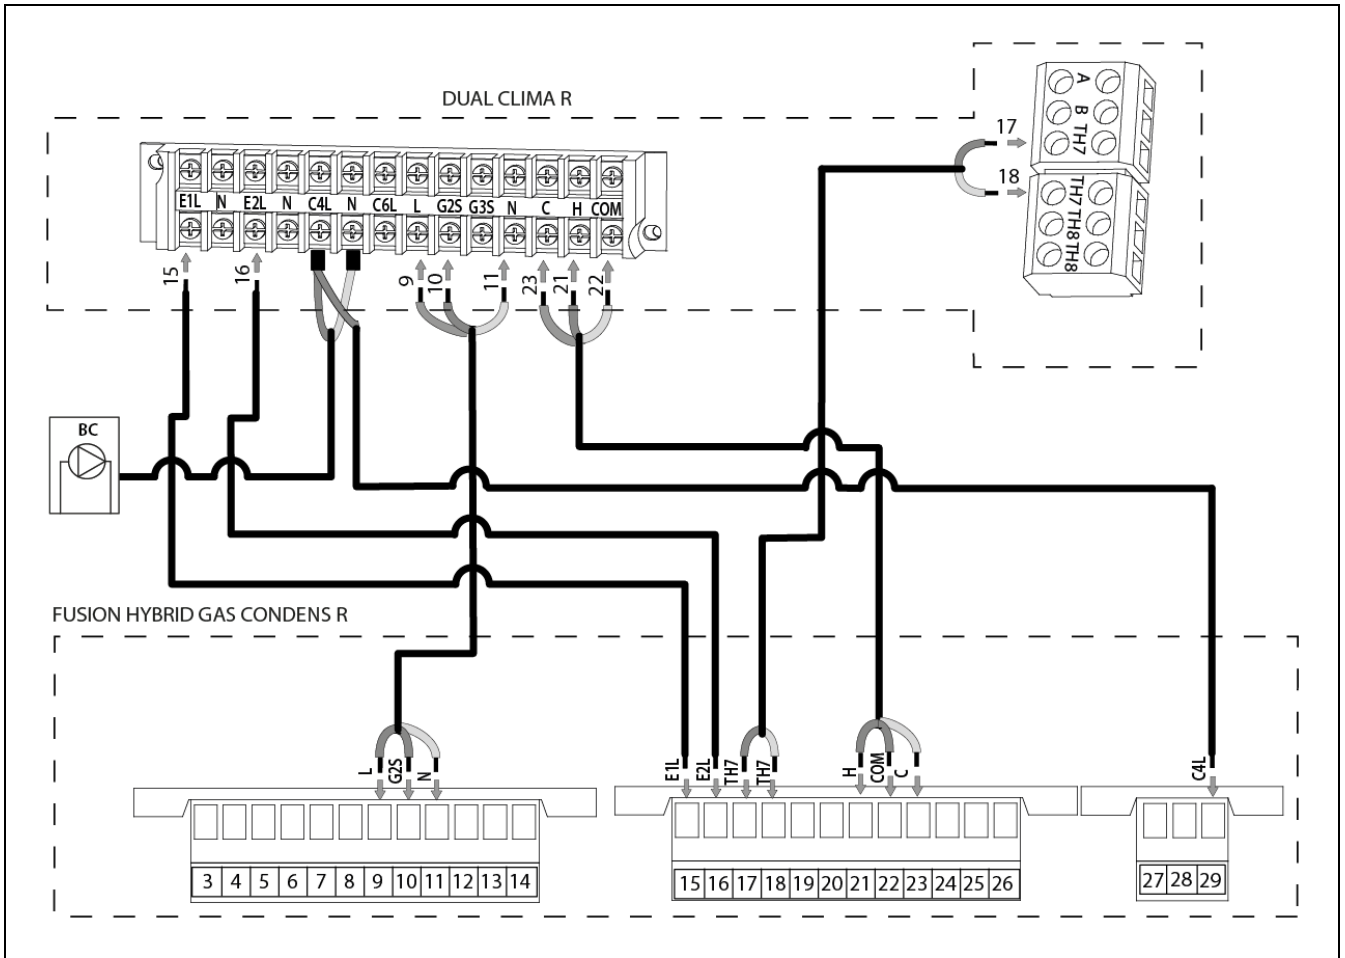 DUAL CLIMA R
A
B
TH7
TH7
TH8
TH8
17
18
E1L N E2L N C4L N C6L L G2S G3S N C H COM
15 16 9 10 11 23 21 22
BC
FUSION HYBRID GAS CONDENS R
L G2S N E1L E2L TH7 TH7 H COM C C4L
3 4 5 6 7 8 9 10 11 12 13 14
15 16 17 18 19 20 21 22 23 24 25 26
27 28 29